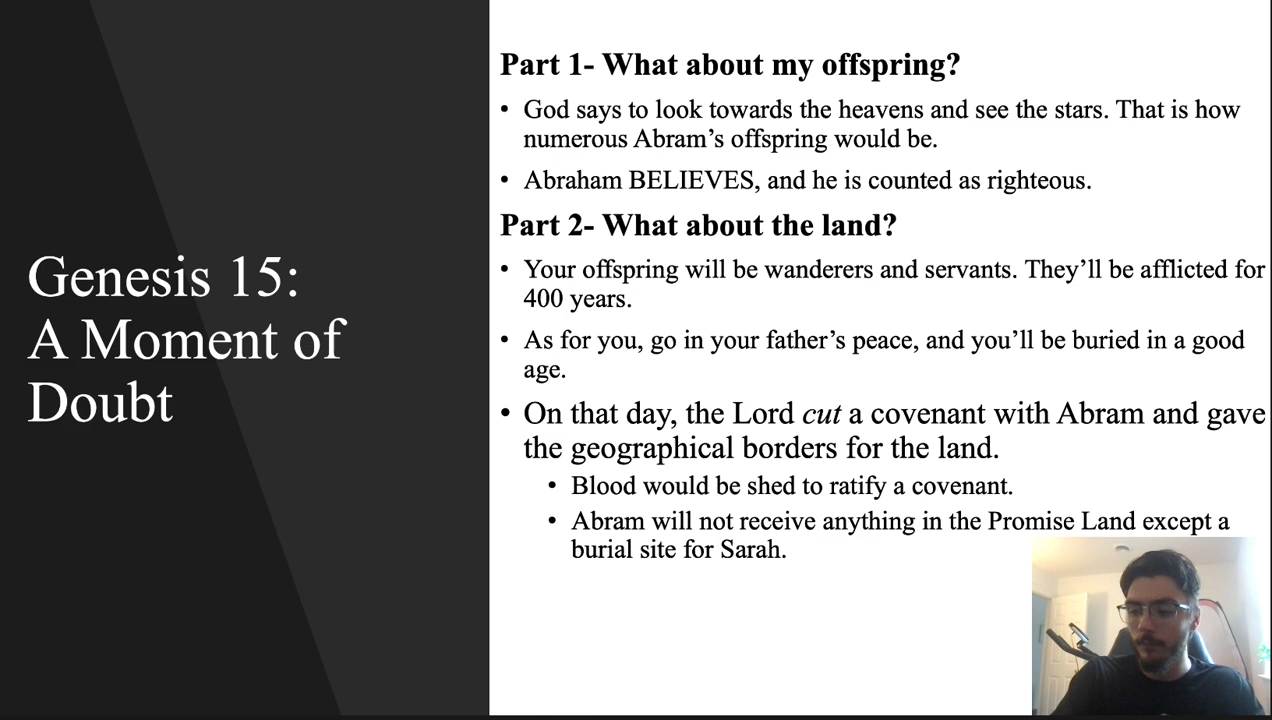 Genesis 15:
A Moment of
Doubt
Part 1- What about my offspring?
• God says to look towards the heavens and see the stars. That is how
numerous Abram’s offspring would be.
• Abraham BELIEVES, and he is counted as righteous.
Part 2- What about the land?
• Your offspring will be wanderers and servants. They’ll be afflicted for
400 years.
• As for you, go in your father’s peace, and you’ll be buried in a good
age.
• On that day, the Lord cut a covenant with Abram and gave
the geographical borders for the land.
• Blood would be shed to ratify a covenant.
• Abram will not receive anything in the Promise Land except a
burial site for Sarah.